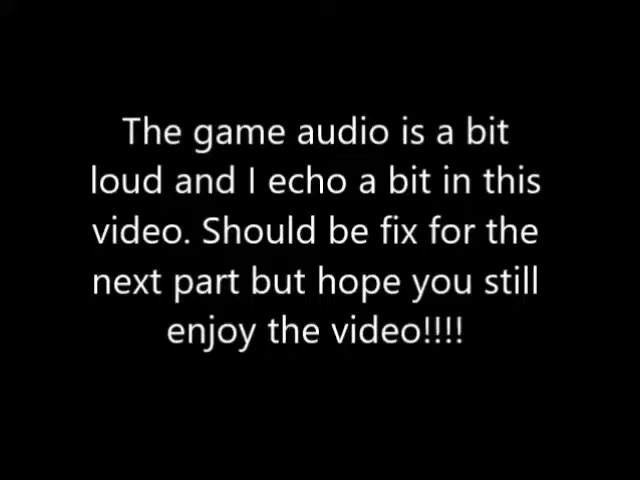 The game audio is a bit
loud and I echo a bit in this
video. Should be fix for the
next part but hope you still
enjoy the video!!!!